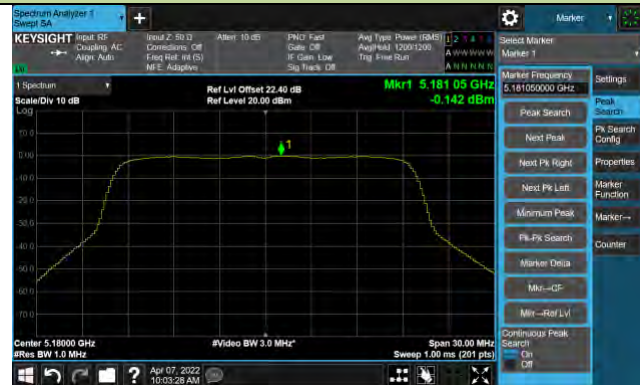 Spectrum Analyzer 1
Swept SA
+
Marker
KEYSIGHT
Input: RF
Coupling: AC
Align: Auto
Input Z: 50 Ω
Corrections: Off
Freq Ref: Int (S)
NFE: Adaptive
Atten: 10 dB
PNO: Fast
Gate: Off
IF Gain: Low
Sig Track: Off
Avg Type: Power (RMS)
Avg|Hold: 1200/1200
Trig: Free Run
A W W W W W
A N N N N N
Select Marker
Marker 1
1 Spectrum
Scale/Div 10 dB
Log
Ref Lvl Offset 22.40 dB
Ref Level 20.00 dBm
Mkr1 5.181 05 GHz
-0.142 dBm
1
10.0
0.00
-10.0
-20.0
-30.0
-40.0
-50.0
-60.0
-70.0
Center 5.18000 GHz
#Res BW 1.0 MHz
#Video BW 3.0 MHz*
Span 30.00 MHz
Sweep 1.00 ms (201 pts)
Marker Frequency
5.181050000 GHz
Peak Search
Next Peak
Next Pk Right
Next Pk Left
Minimum Peak
Pk-Pk Search
Marker Delta
Mkr→CF
Mkr→Ref Lvl
Continuous Peak
Search
On
Off
Settings
Peak
Search
Pk Search
Config
Properties
Marker
Function
Marker→
Counter
?
Apr 07, 2022
10:03:28 AM